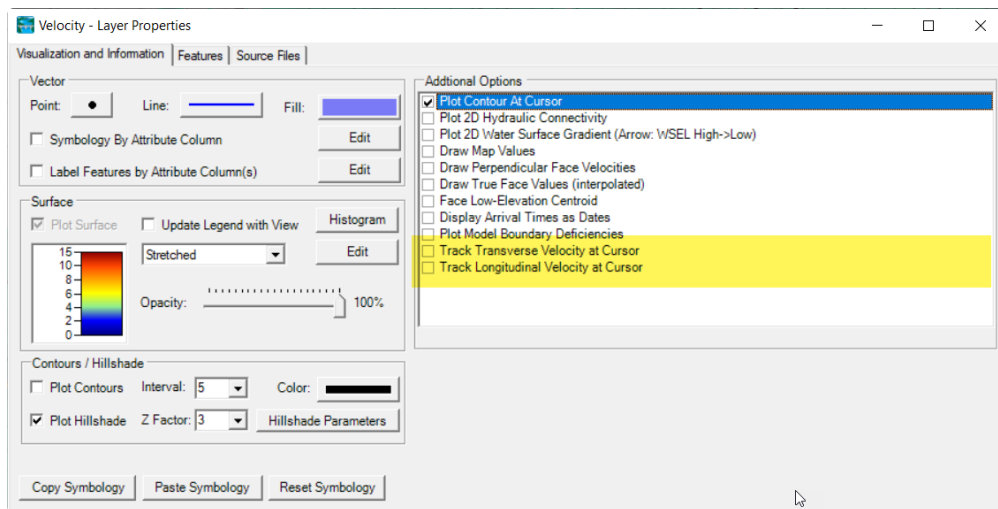 Velocity - Layer Properties
Visualization and Information
Features
Source Files
Vector
Point:
Line:
Fill:
Symbology By Attribute Column
Edit
Label Features by Attribute Column(s)
Edit
Surface
Plot Surface
Update Legend with View
Histogram
15
10
8
6
4
2
0
Stretched
Edit
Opacity:
100%
Contours / Hillshade
Plot Contours
Interval:
5
Color:
Plot Hillshade
Z Factor:
3
Hillshade Parameters
Copy Symbology
Paste Symbology
Reset Symbology
Addtional Options
Plot Contour At Cursor
Plot 2D Hydraulic Connectivity
Plot 2D Water Surface Gradient (Arrow: WSEL High->Low)
Draw Map Values
Draw Perpendicular Face Velocities
Draw True Face Values (interpolated)
Face Low-Elevation Centroid
Display Arrival Times as Dates
Plot Model Boundary Deficiencies
Track Transverse Velocity at Cursor
Track Longitudinal Velocity at Cursor